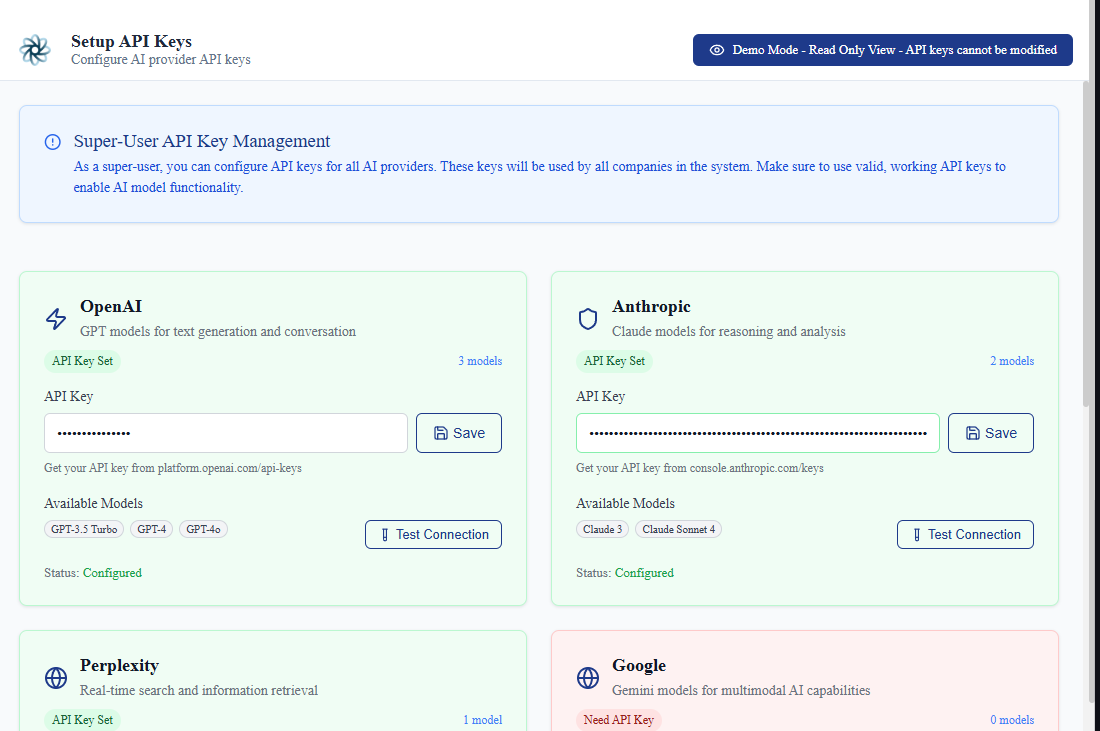 Setup API Keys
Configure AI provider API keys
Demo Mode - Read Only View - API keys cannot be modified
Super-User API Key Management
As a super-user, you can configure API keys for all AI providers. These keys will be used by all companies in the system. Make sure to use valid, working API keys to
enable AI model functionality.
OpenAI
GPT models for text generation and conversation
API Key Set
3 models
API Key
Save
Get your API key from platform.openai.com/api-keys
Available Models
GPT-3.5 Turbo
GPT-4
GPT-4o
Test Connection
Status: Configured
Anthropic
Claude models for reasoning and analysis
API Key Set
2 models
API Key
Save
Get your API key from console.anthropic.com/keys
Available Models
Claude 3
Claude Sonnet 4
Test Connection
Status: Configured
Perplexity
Real-time search and information retrieval
API Key Set
1 model
Google
Gemini models for multimodal AI capabilities
Need API Key
0 models